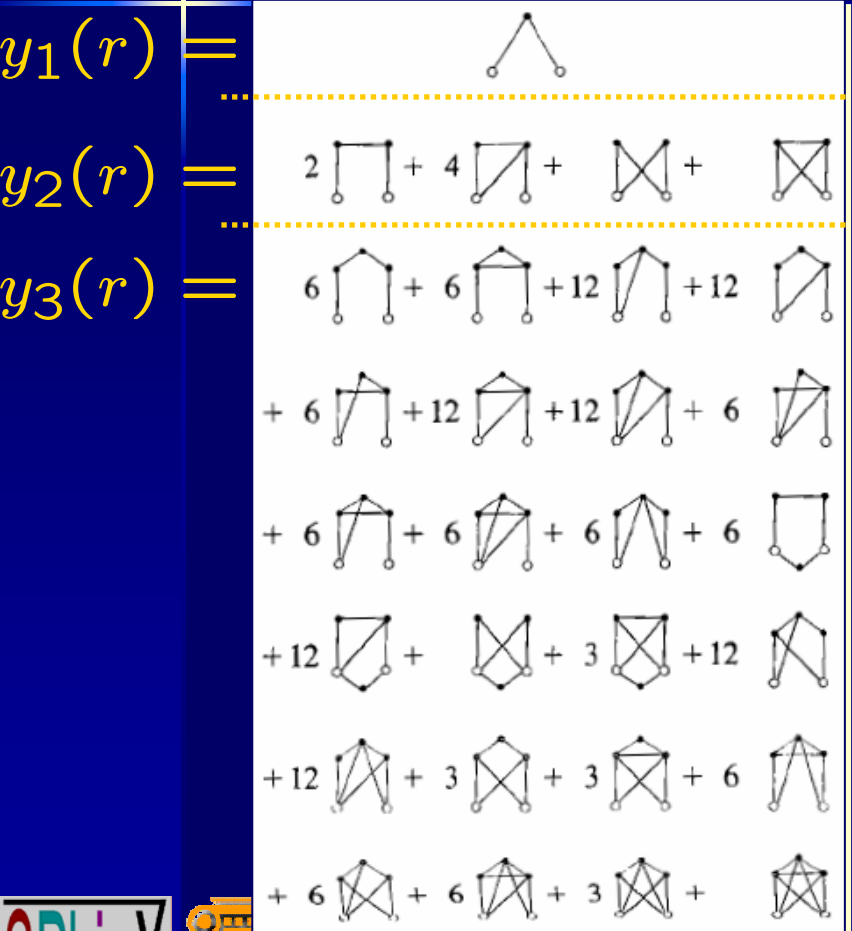 y₁(r) =
y₂(r) = 2 + 4 + +
y₃(r) = 6 + 6 +12 +12
+ 6 +12 +12 + 6
+ 6 + 6 + 6 + 6
+12 + + 3 +12
+12 + 3 + 3 + 6
+ 6 + 6 + 3 +